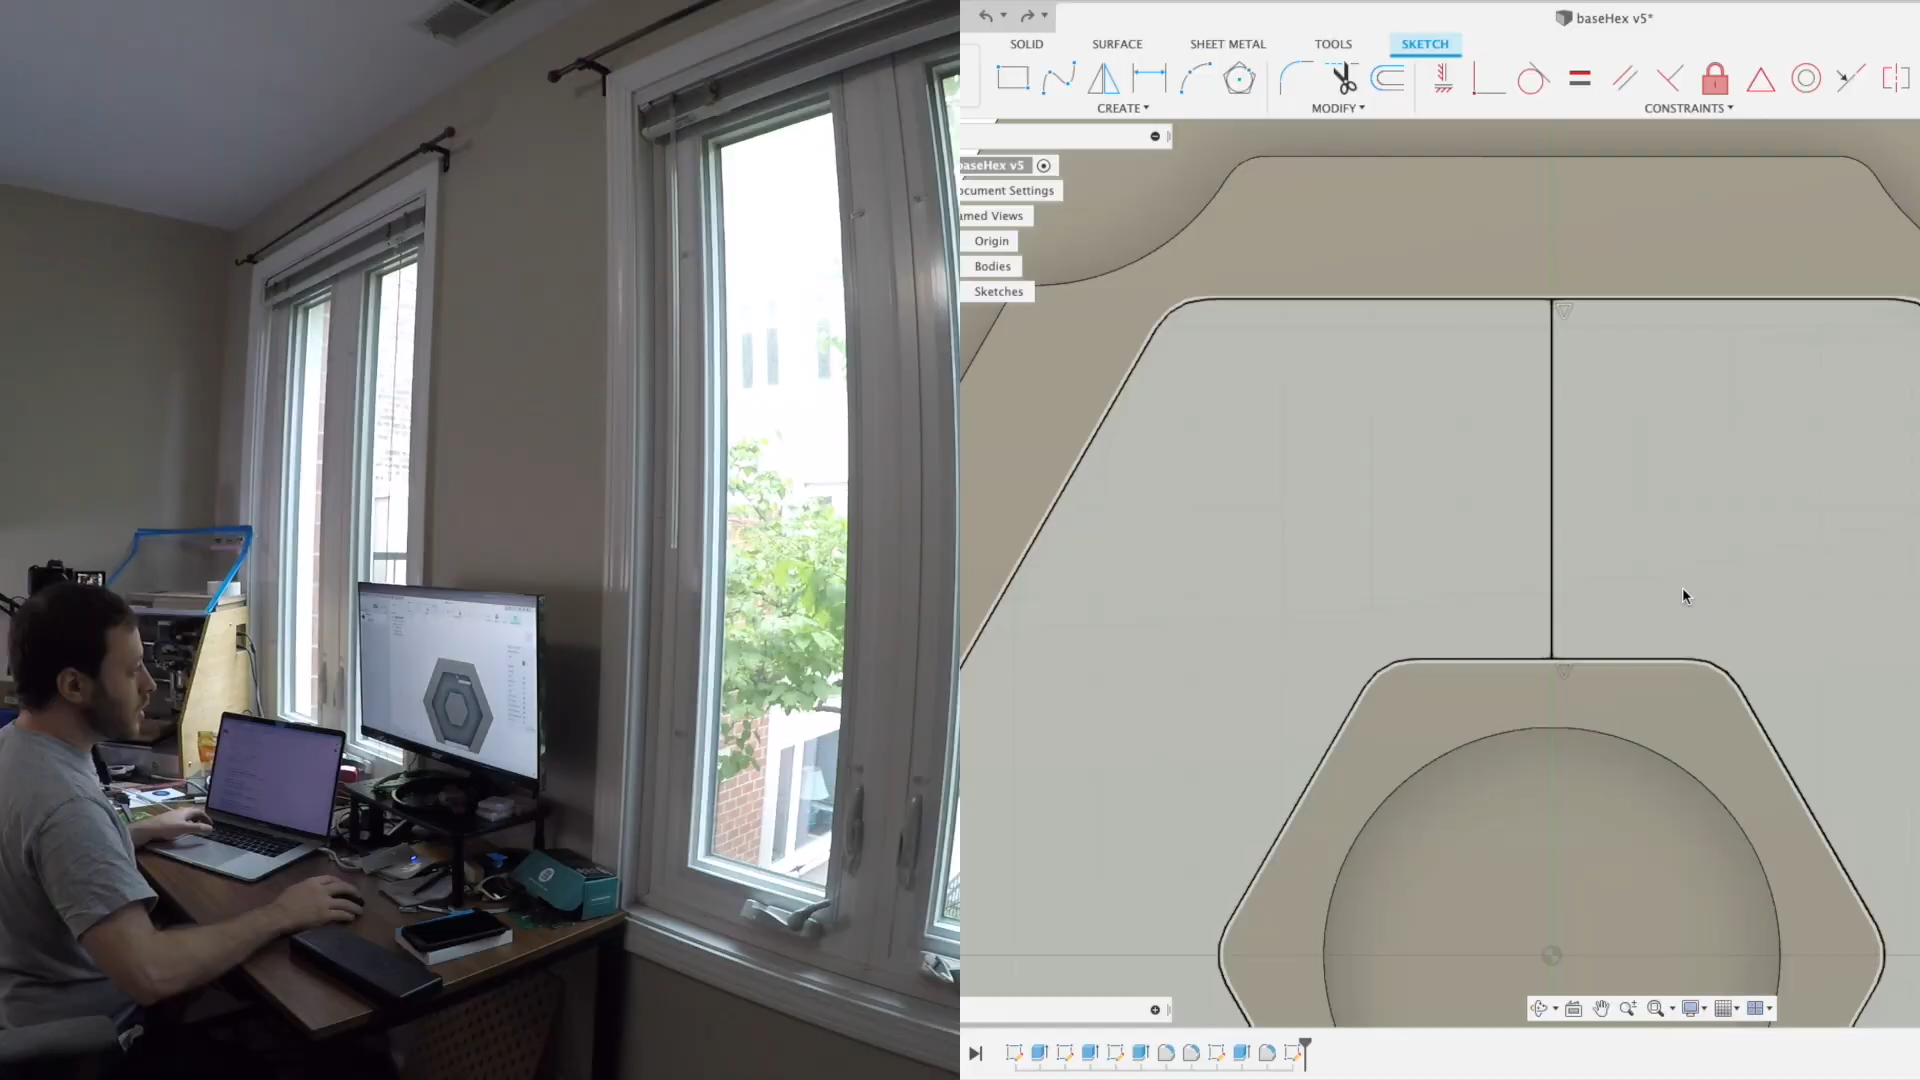 baseHex v5*
SOLID SURFACE SHEET METAL TOOLS SKETCH
CREATE MODIFY CONSTRAINTS
baseHex v5
ocument Settings
amed Views
Origin
Bodies
Sketches